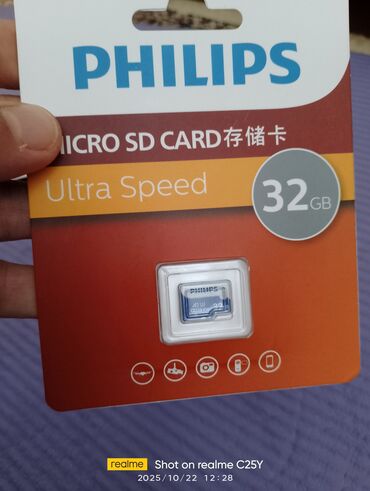 PHILIPS
MICRO SD CARD存储卡
Ultra Speed
32GB
PHILIPS
realme
Shot on realme C25Y
2025/10/22 12:28